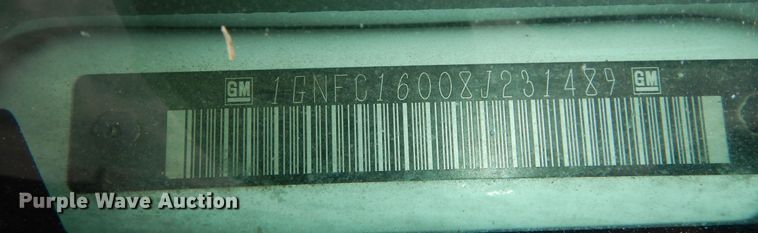 GM 1GNFC16008J231489 GM
Purple Wave Auction